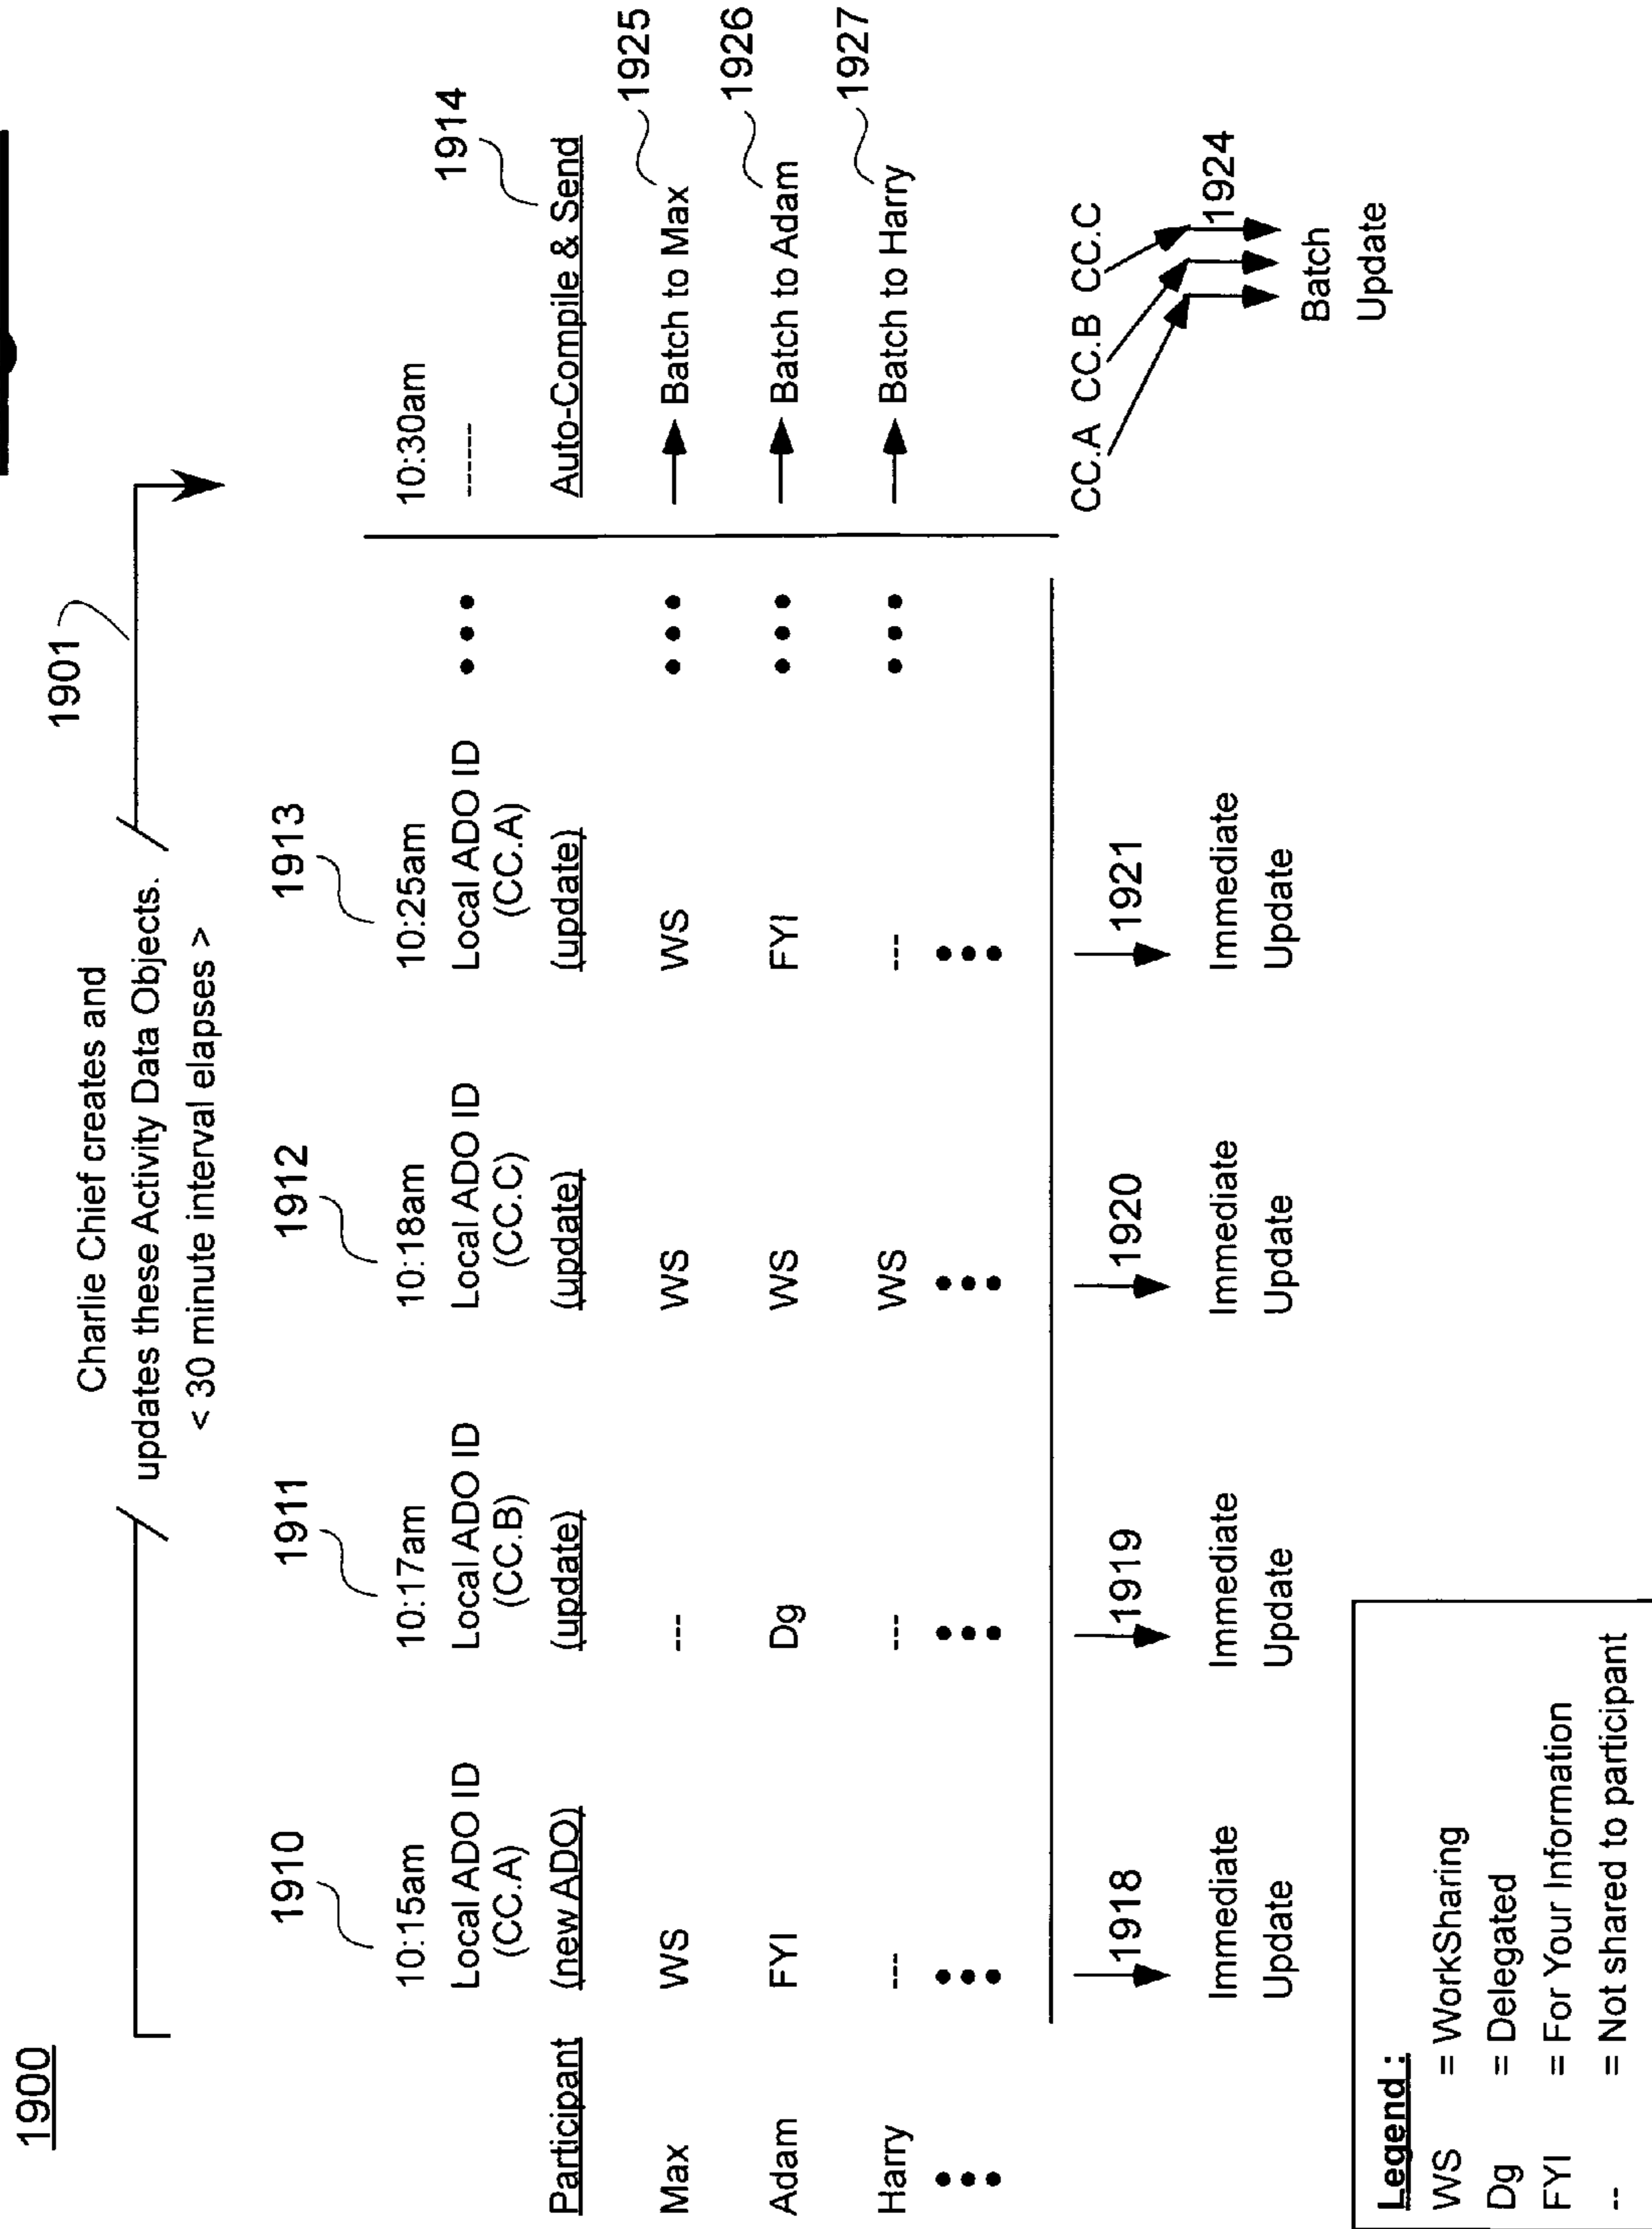 1900
1901
Charlie Chief creates and
updates these Activity Data Objects.
< 30 minute interval elapses >
1910 1911 1912 1913
10:15am 10:17am 10:18am 10:25am 10:30am
Local ADO ID Local ADO ID Local ADO ID Local ADO ID ------- 1914
(CC.A) (CC.B) (CC.C) (CC.A)
Participant (new ADO) (update) (update) (update) Auto-Compile & Send
Max WS --- WS WS Batch to Max 1925
Adam FYI Dg WS FYI Batch to Adam 1926
Harry --- --- WS --- Batch to Harry 1927
CC.A CC.B CC.C
1918 1919 1920 1921 1924
Immediate Immediate Immediate Immediate Batch
Update Update Update Update Update
Legend :
WS = WorkSharing
Dg = Delegated
FYI = For Your Information
-- = Not shared to participant